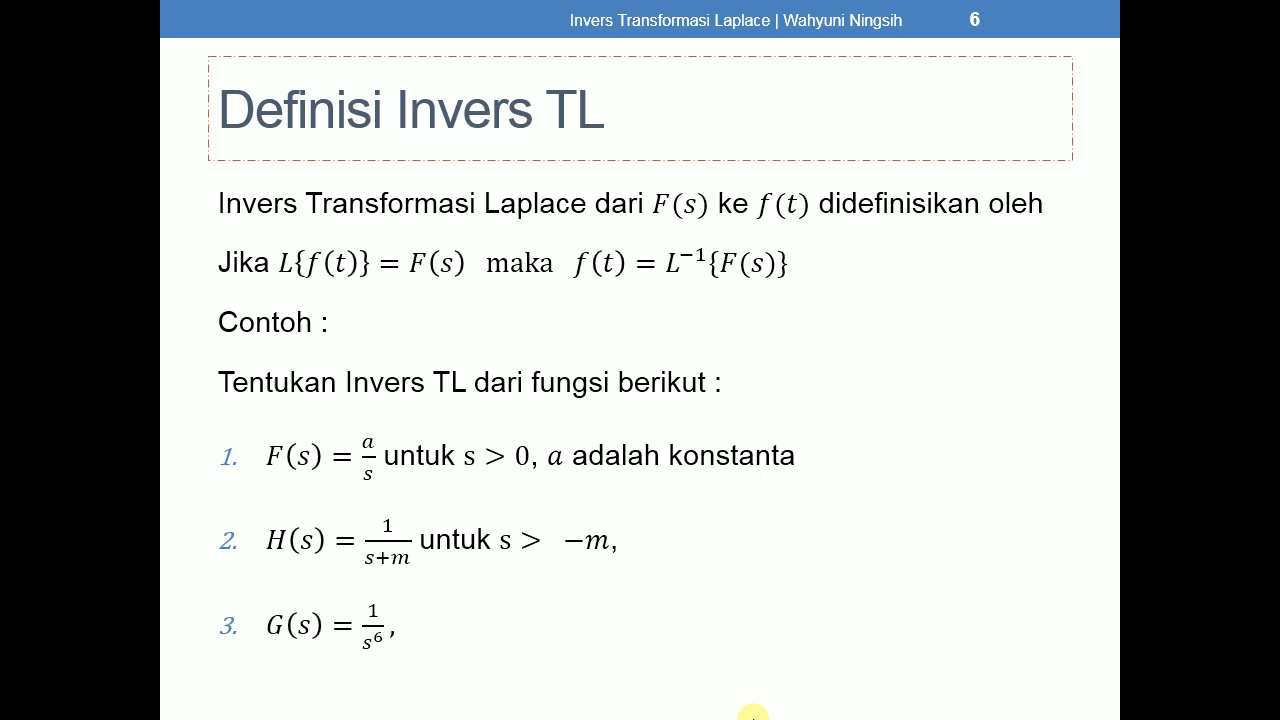 Invers Transformasi Laplace | Wahyuni Ningsih 6
Definisi Invers TL
Invers Transformasi Laplace dari F(s) ke f(t) didefinisikan oleh
Jika L{f(t)} = F(s) maka f(t) = L⁻¹{F(s)}
Contoh :
Tentukan Invers TL dari fungsi berikut :
1. F(s) = a/s untuk s > 0, a adalah konstanta
2. H(s) = 1/(s+m) untuk s > −m,
3. G(s) = 1/s⁶,